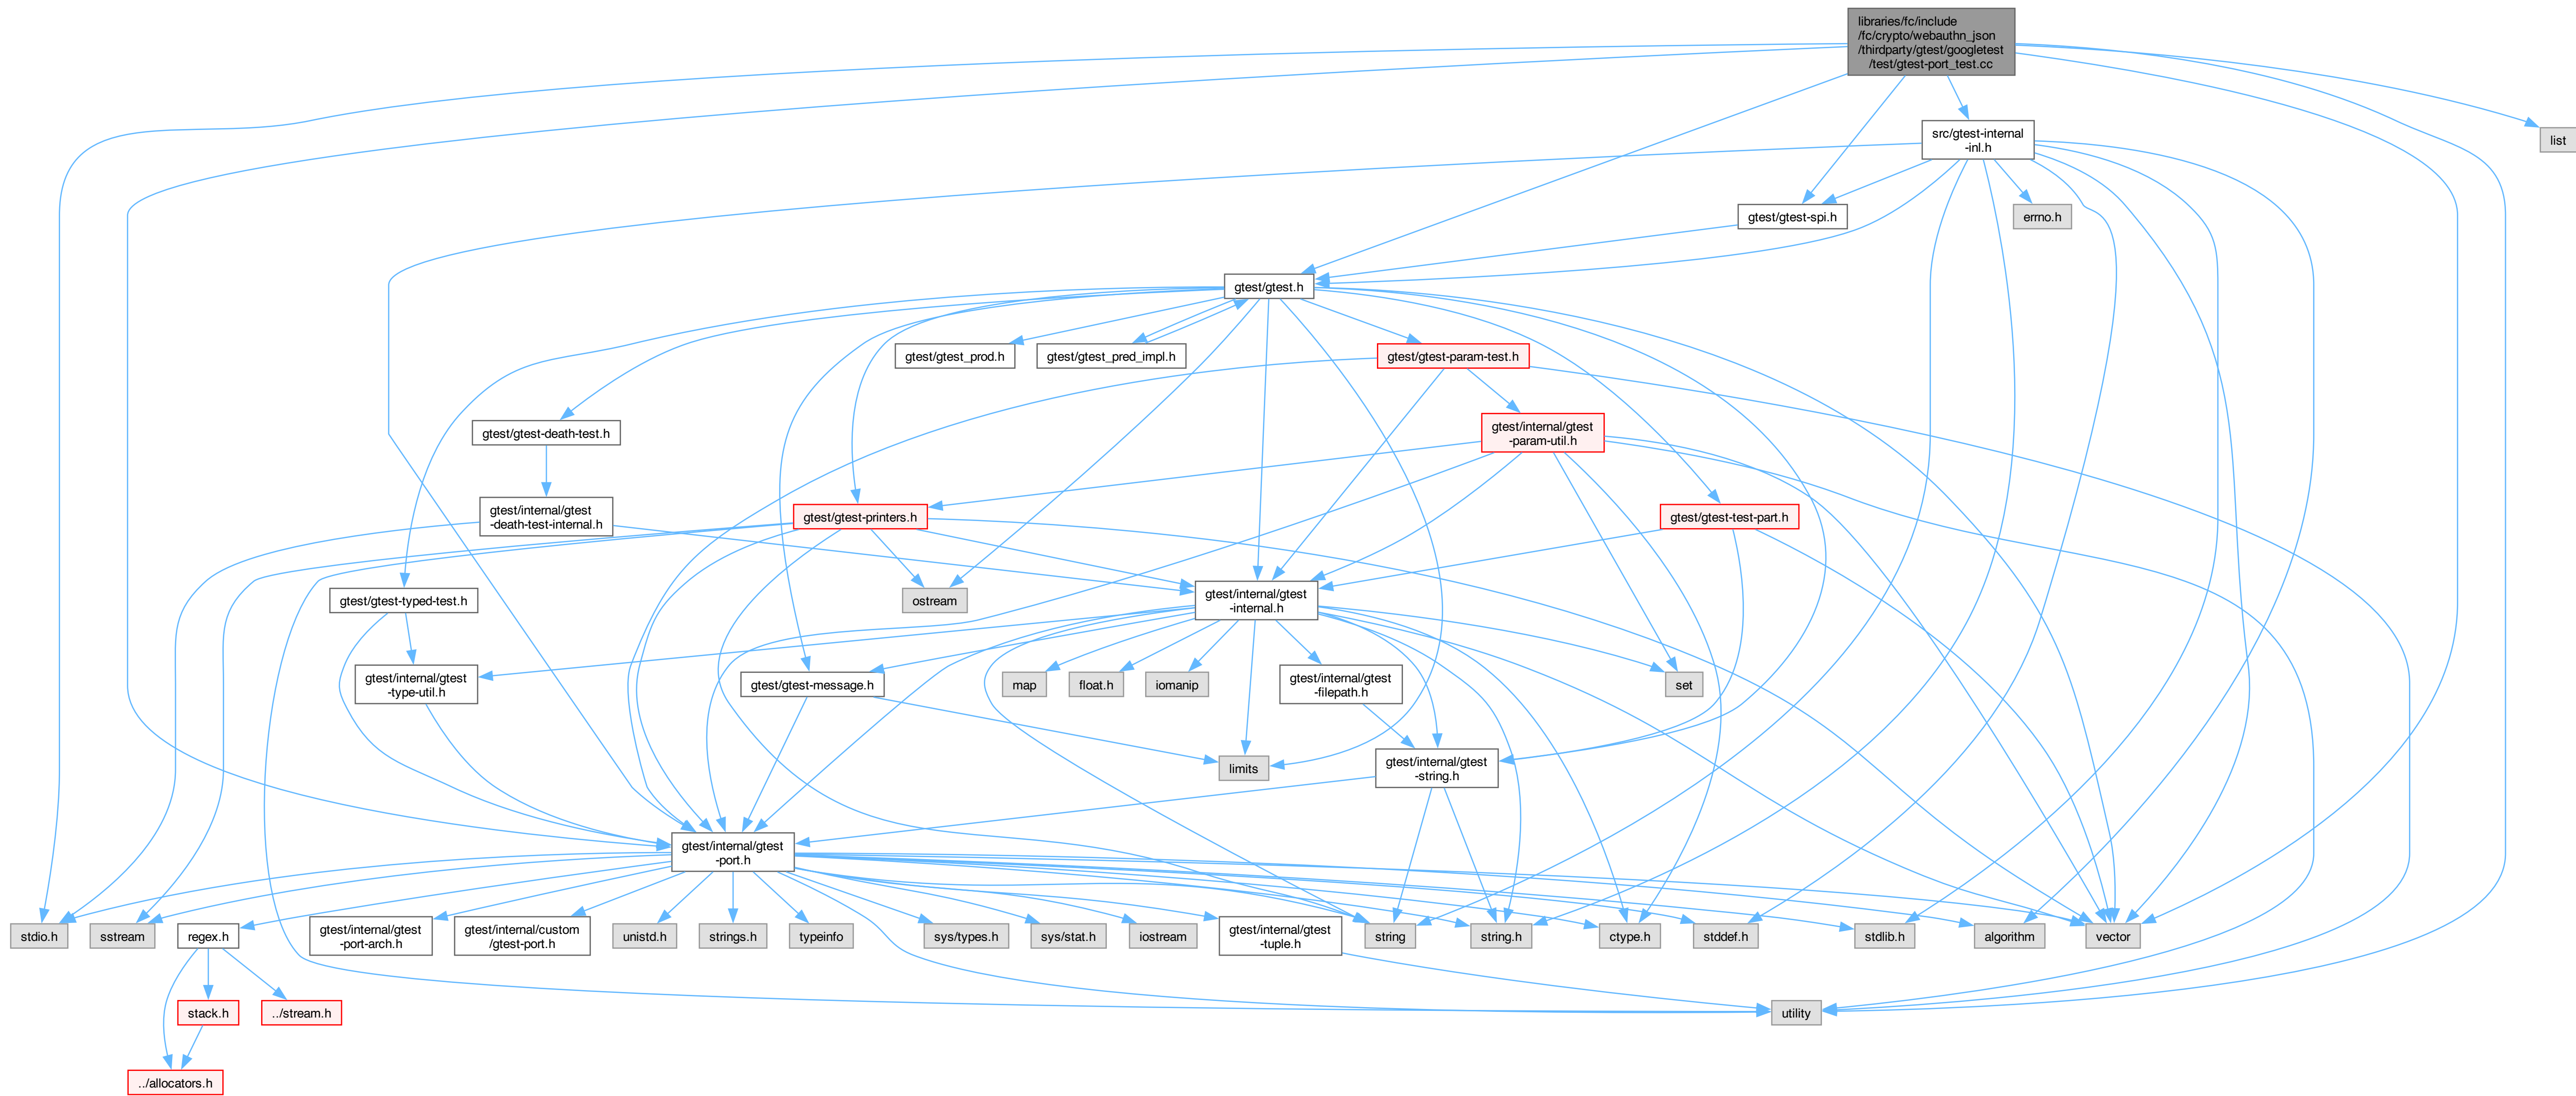 libraries/fc/include
/fc/crypto/webauthn_json
/thirdparty/gtest/googletest
/test/gtest-port_test.cc
list
src/gtest-internal
-inl.h
gtest/gtest-spi.h
errno.h
gtest/gtest.h
gtest/gtest_prod.h
gtest/gtest_pred_impl.h
gtest/gtest-param-test.h
gtest/gtest-death-test.h
gtest/internal/gtest
-param-util.h
gtest/internal/gtest
-death-test-internal.h
gtest/gtest-printers.h
gtest/gtest-test-part.h
gtest/gtest-typed-test.h
ostream
gtest/internal/gtest
-internal.h
gtest/internal/gtest
-type-util.h
gtest/gtest-message.h
map
float.h
iomanip
gtest/internal/gtest
-filepath.h
set
limits
gtest/internal/gtest
-string.h
gtest/internal/gtest
-port.h
stdio.h
sstream
regex.h
gtest/internal/gtest
-port-arch.h
gtest/internal/custom
/gtest-port.h
unistd.h
strings.h
typeinfo
sys/types.h
sys/stat.h
iostream
gtest/internal/gtest
-tuple.h
string
string.h
ctype.h
stddef.h
stdlib.h
algorithm
vector
stack.h
../stream.h
utility
../allocators.h